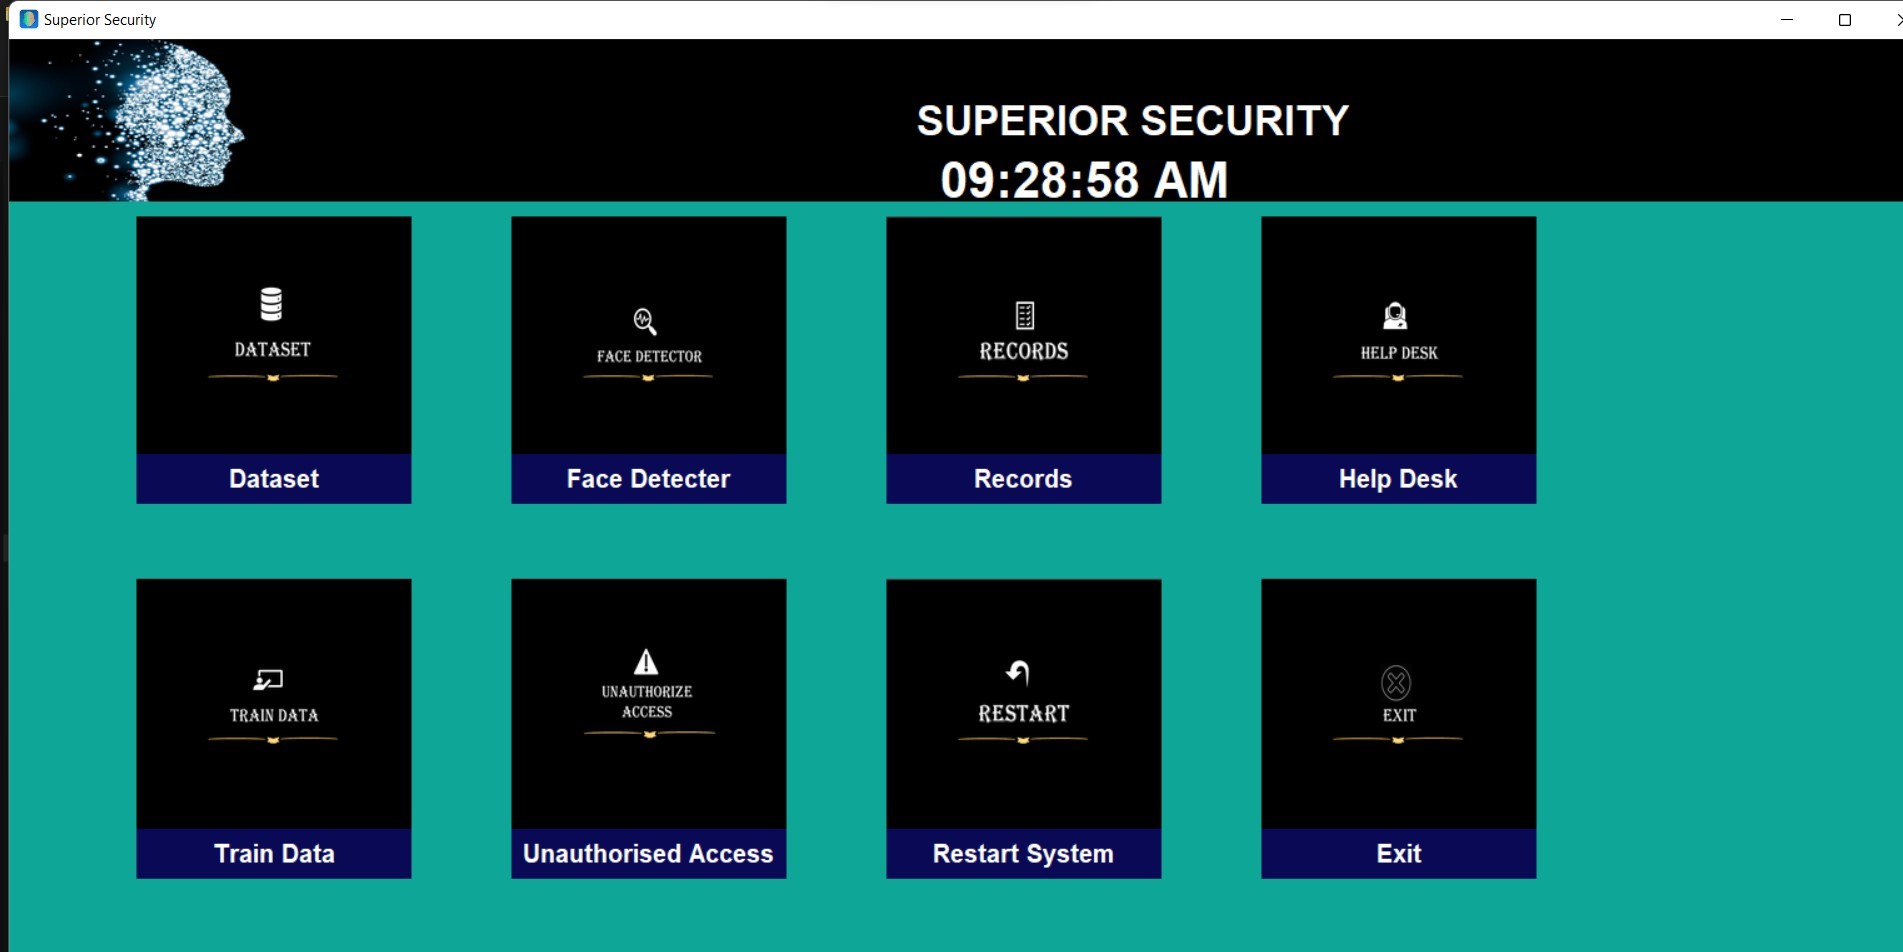 Superior Security
SUPERIOR SECURITY
09:28:58 AM
DATASET
FACE DETECTOR
RECORDS
HELP DESK
Dataset
Face Detecter
Records
Help Desk
TRAIN DATA
UNAUTHORIZE
ACCESS
RESTART
EXIT
Train Data
Unauthorised Access
Restart System
Exit